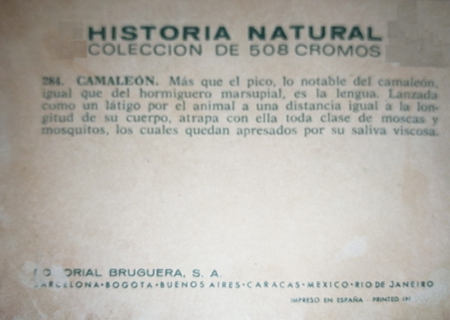 HISTORIA NATURAL
COLECCION DE 508 CROMOS
284. CAMALEÓN. Más que el pico, lo notable del camaleón,
igual que del hormiguero marsupial, es la lengua. Lanzada
como un látigo por el animal a una distancia igual a la lon-
gitud de su cuerpo, atrapa con ella toda clase de moscas y
mosquitos, los cuales quedan apresados por su saliva viscosa.
BRUGUERA, S. A.
BOGOTA • BUENOS AIRES • CARACAS • MEXICO • RIO DE JANEIRO
IMPRESO EN ESPAÑA - PRINTED